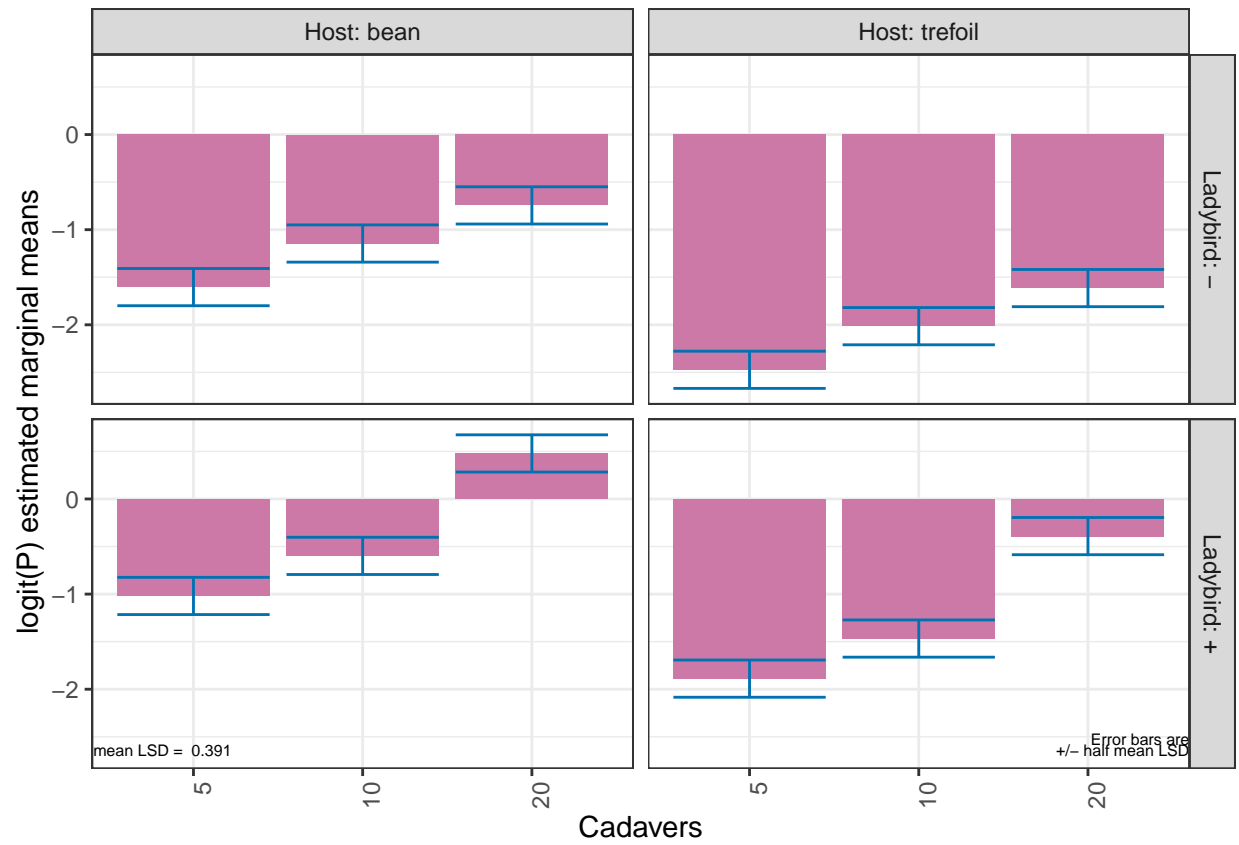 Host: bean
Host: trefoil
logit(P) estimated marginal means
0
−1
−2
Ladybird: −
0
−1
−2
Ladybird: +
mean LSD = 0.391
Error bars are
+/− half mean LSD
5
10
20
5
10
20
Cadavers